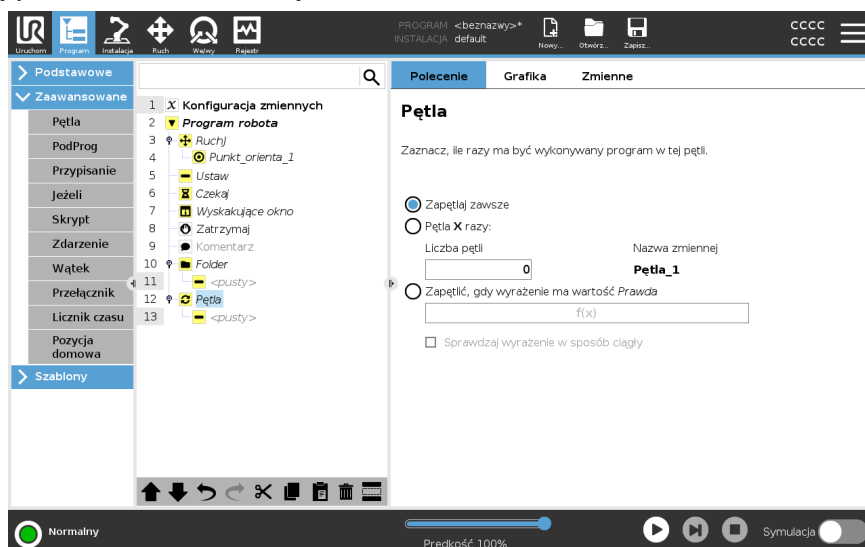 PROGRAM <beznazwy>*
INSTALACJA default
cccc
cccc
Uruchom Program Instalacja Ruch We/wy Rejestr Nowy... Otwórz... Zapisz...
Podstawowe
Zaawansowane
Pętla
PodProg
Przypisanie
Jeżeli
Skrypt
Zdarzenie
Wątek
Przełącznik
Licznik czasu
Pozycja
domowa
Szablony
1 X Konfiguracja zmiennych
2 Program robota
3 RuchJ
4 Punkt_orienta_1
5 Ustaw
6 Czekaj
7 Wyskakujące okno
8 Zatrzymaj
9 Komentarz
10 Folder
11 <pusty>
12 Pętla
13 <pusty>
Polecenie Grafika Zmienne
Pętla
Zaznacz, ile razy ma być wykonywany program w tej pętli.
Zapętlaj zawsze
Pętla X razy:
Liczba pętli Nazwa zmiennej
0 Pętla_1
Zapętlić, gdy wyrażenie ma wartość Prawda
f(x)
Sprawdzaj wyrażenie w sposób ciągły
Normalny
Prędkość 100%
Symulacja